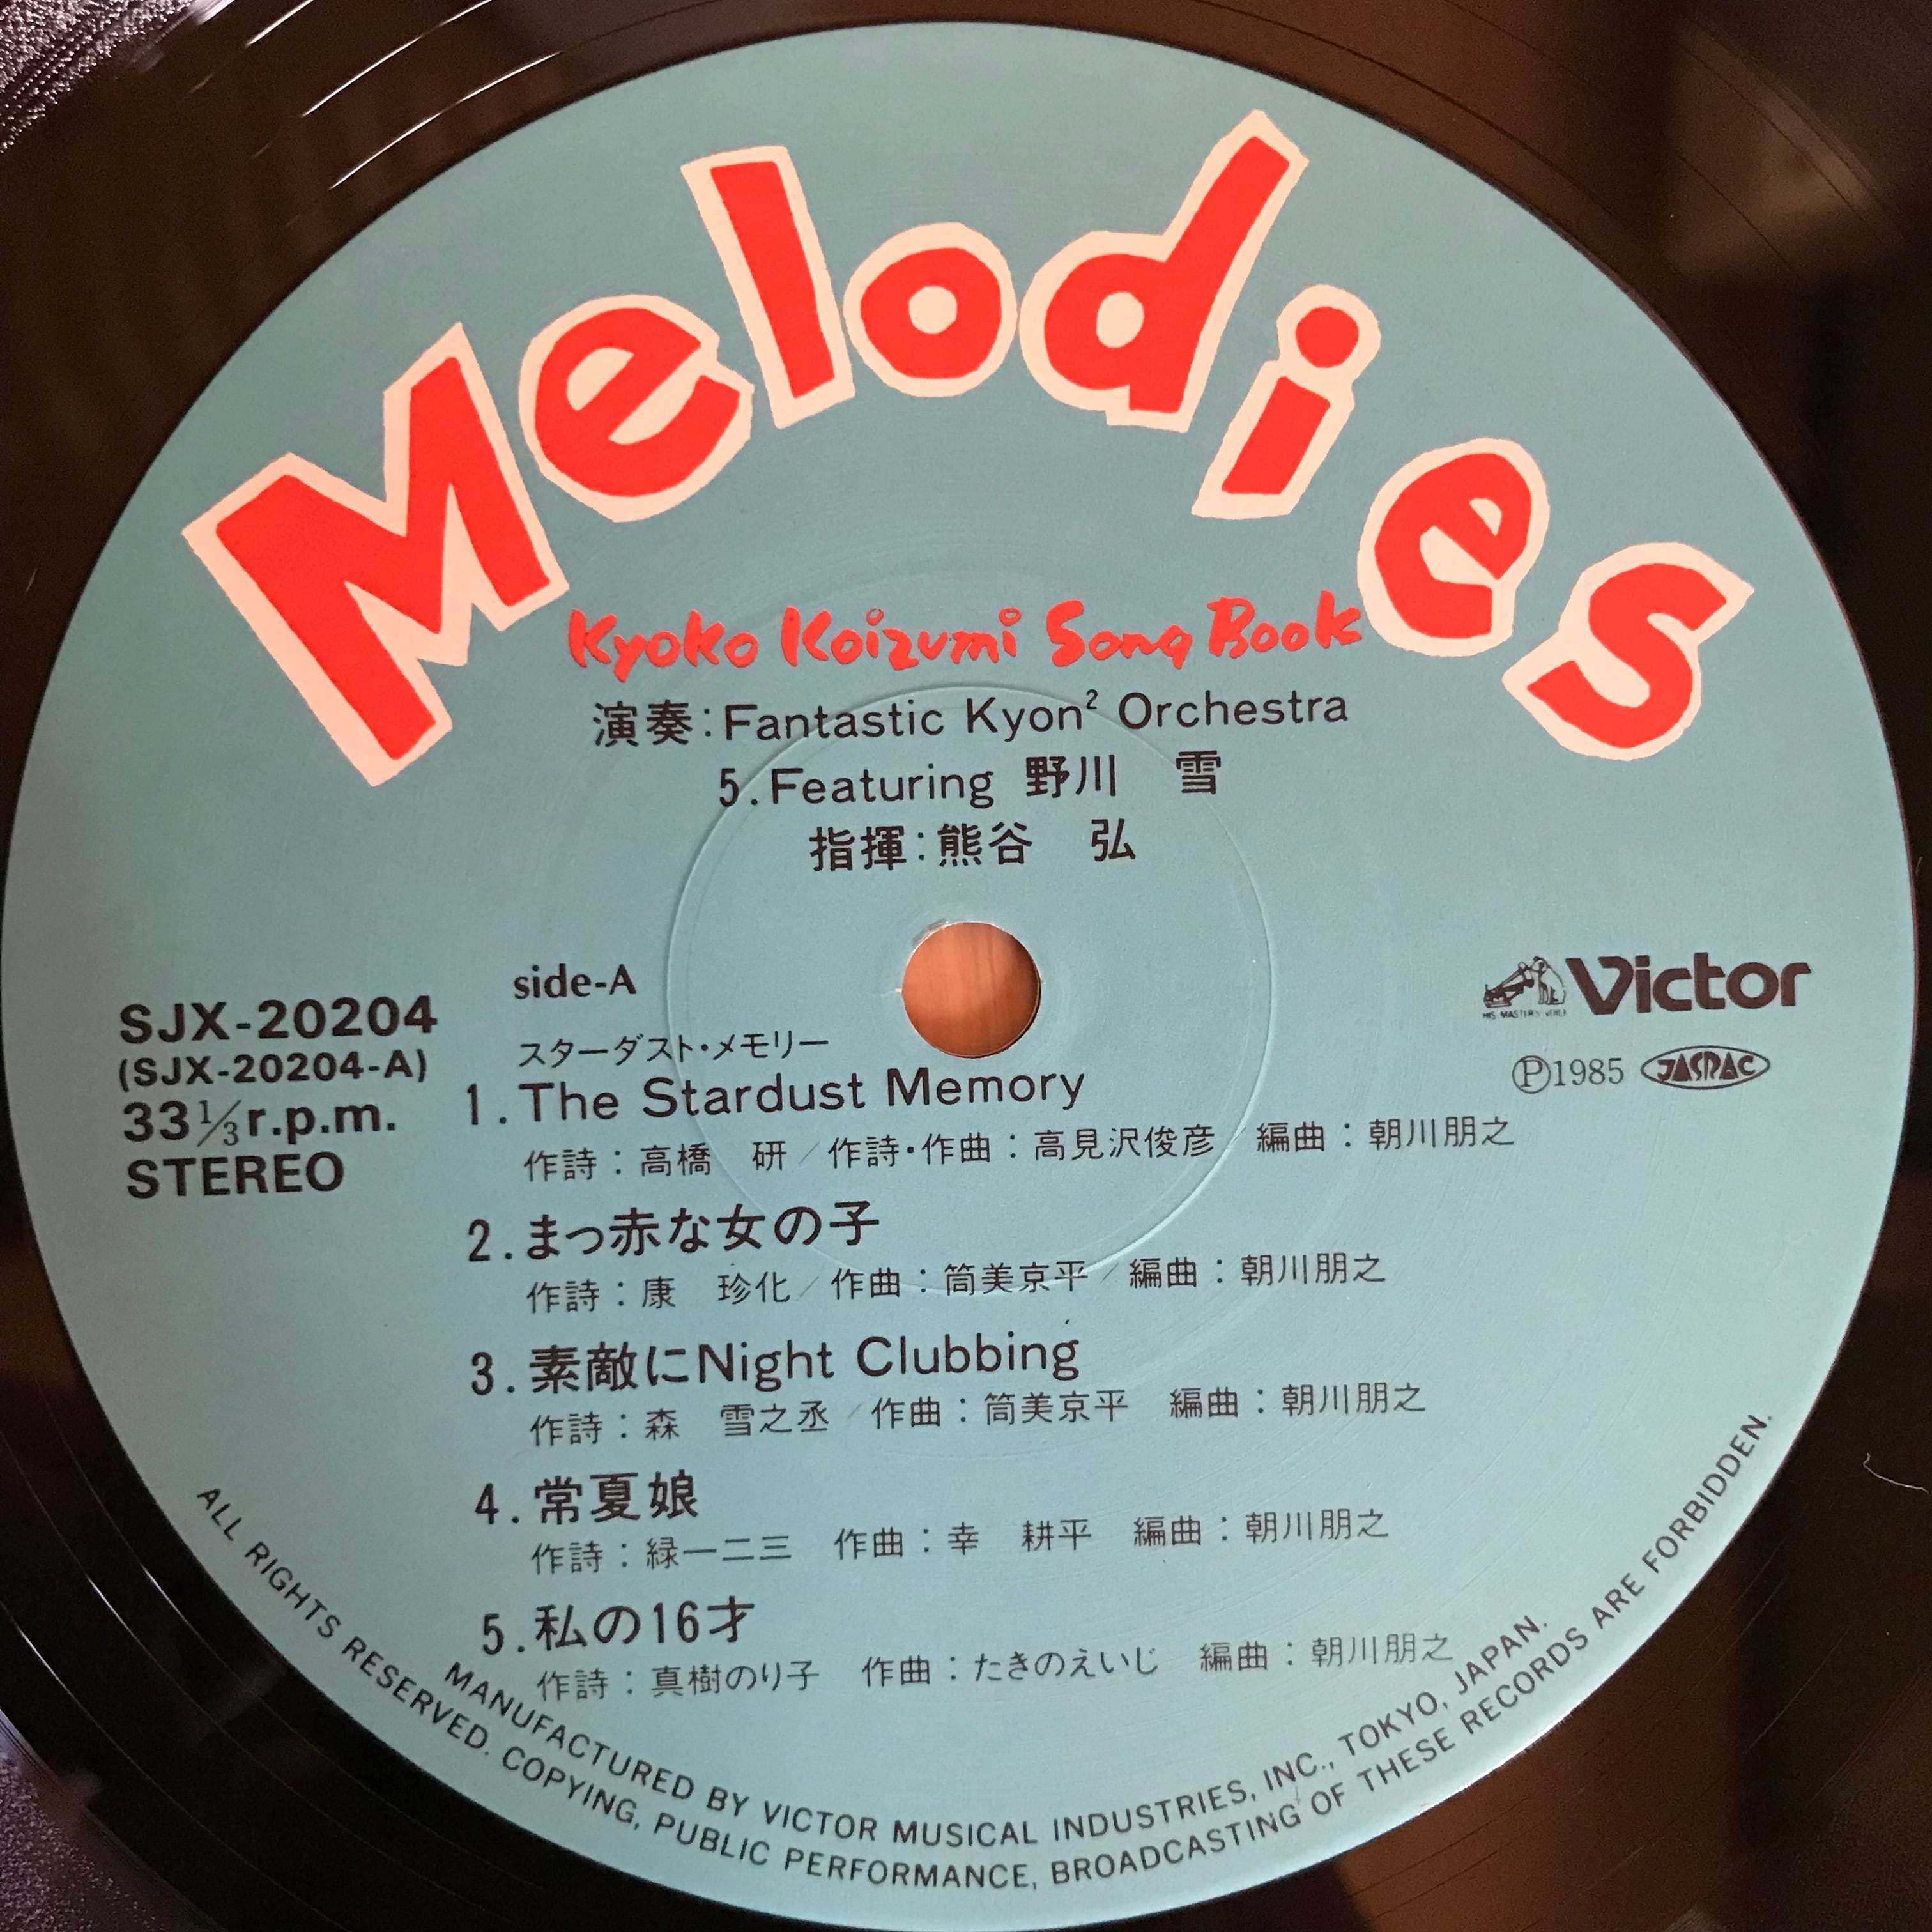 Melodies
Kyoko Koizumi Song Book
演奏:Fantastic Kyon² Orchestra
5.Featuring 野川 雪
指揮:熊谷 弘
side-A
SJX-20204
(SJX-20204-A)
33⅓r.p.m.
STEREO
HIS MASTER'S VOICE
Victor
Ⓟ1985 JASRAC
スターダスト・メモリー
1.The Stardust Memory
作詩:高橋 研/作詩・作曲:高見沢俊彦/編曲:朝川朋之
2.まっ赤な女の子
作詩:康 珍化/作曲:筒美京平/編曲:朝川朋之
3.素敵にNight Clubbing
作詩:森 雪之丞/作曲:筒美京平 編曲:朝川朋之
4.常夏娘
作詩:緑一二三 作曲:幸 耕平 編曲:朝川朋之
5.私の16才
作詩:真樹のり子 作曲:たきのえいじ 編曲:朝川朋之
MANUFACTURED BY VICTOR MUSICAL INDUSTRIES, INC., TOKYO, JAPAN.
ALL RIGHTS RESERVED. COPYING, PUBLIC PERFORMANCE, BROADCASTING OF THESE RECORDS ARE FORBIDDEN.